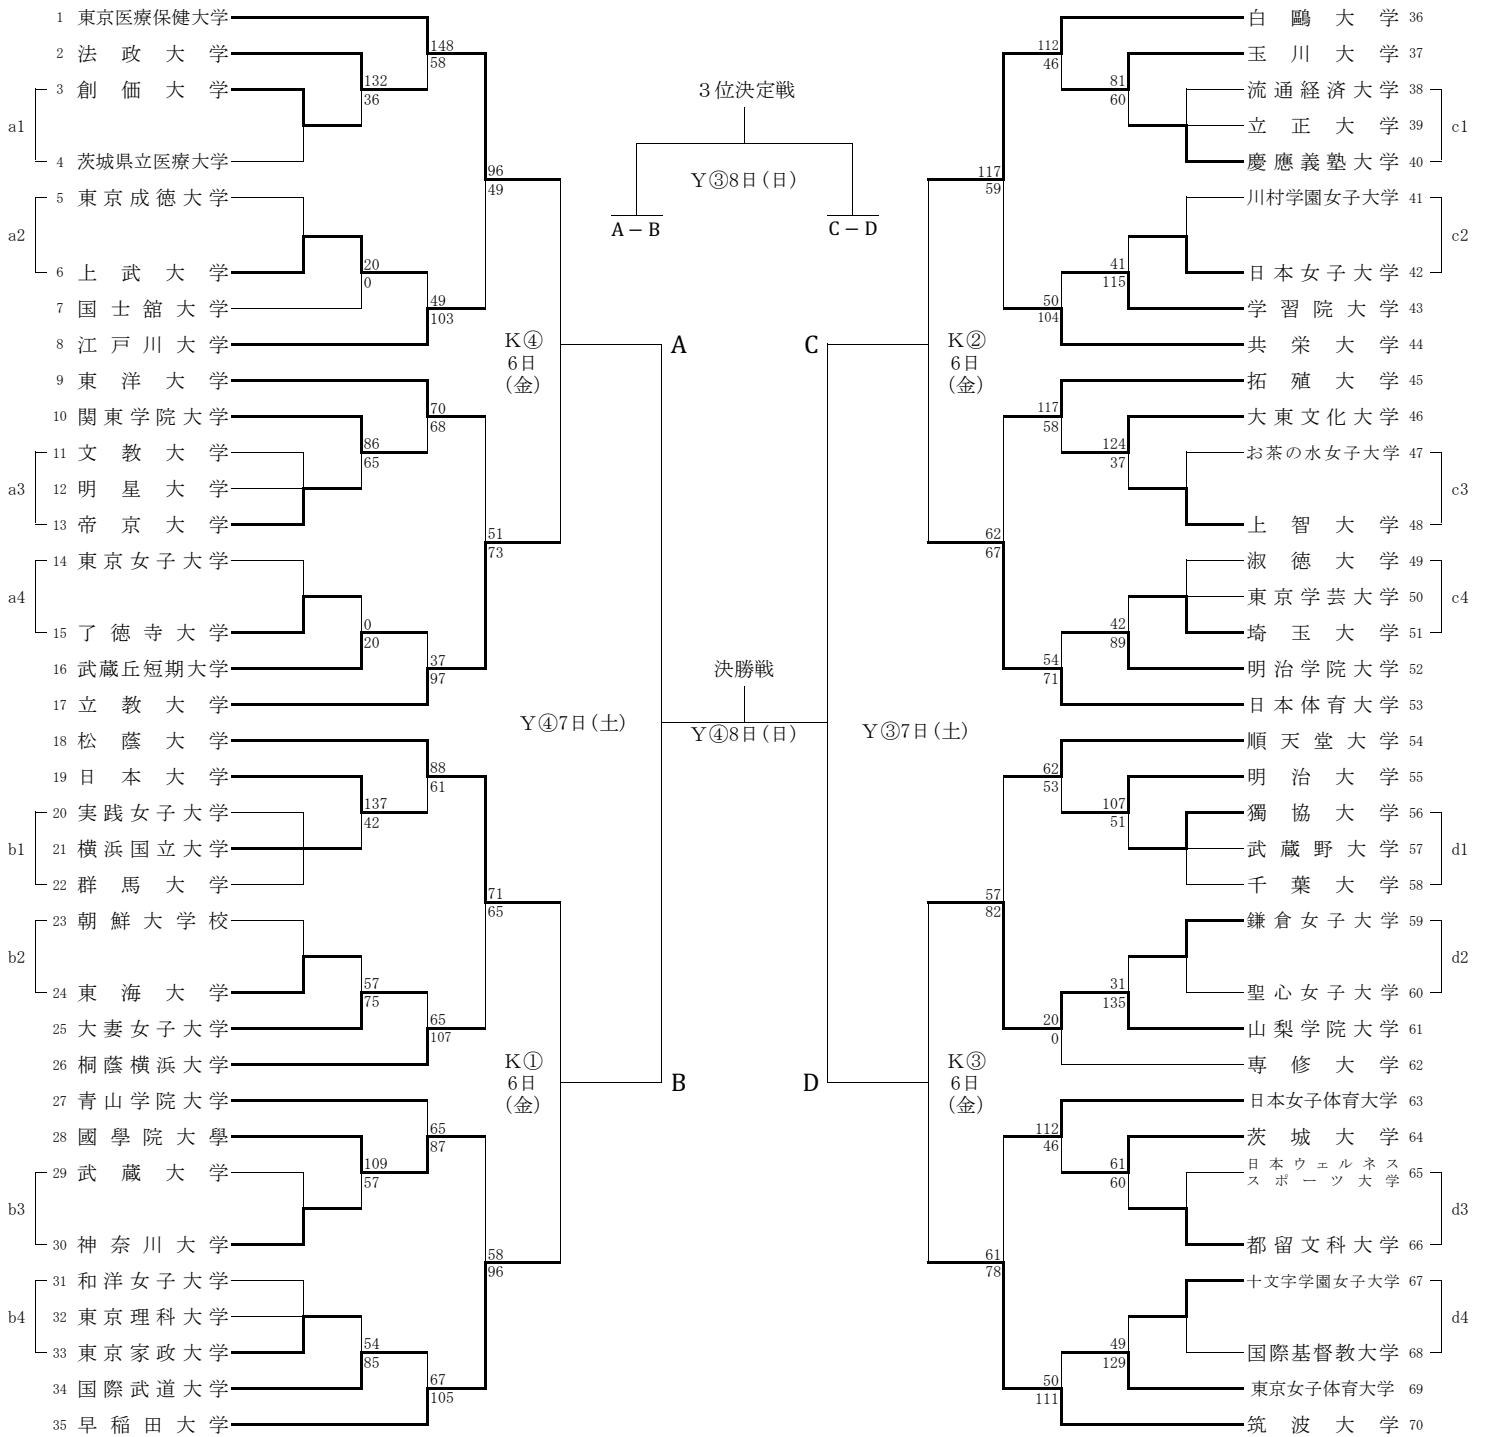 1 東京医療保健大学
2 法政大学
3 創価大学
4 茨城県立医療大学
5 東京成徳大学
6 上武大学
7 国士舘大学
8 江戸川大学
9 東洋大学
10 関東学院大学
11 文教大学
12 明星大学
13 帝京大学
14 東京女子大学
15 了徳寺大学
16 武蔵丘短期大学
17 立教大学
18 松蔭大学
19 日本大学
20 実践女子大学
21 横浜国立大学
22 群馬大学
23 朝鮮大学校
24 東海大学
25 大妻女子大学
26 桐蔭横浜大学
27 青山学院大学
28 國學院大學
29 武蔵大学
30 神奈川大学
31 和洋女子大学
32 東京理科大学
33 東京家政大学
34 国際武道大学
35 早稲田大学
a1
a2
a3
a4
b1
b2
b3
b4
148
58
132
36
96
49
20
0
49
103
70
68
86
65
51
73
0
20
37
97
88
61
137
42
71
65
57
75
65
107
65
87
109
57
58
96
54
85
67
105
K④
6日
(金)
A
Y④7日(土)
K①
6日
(金)
B
3位決定戦
Y③8日(日)
A－B
C－D
決勝戦
Y④8日(日)
C
K②
6日
(金)
Y③7日(土)
D
K③
6日
(金)
112
46
81
60
117
59
41
115
50
104
117
58
124
37
62
67
42
89
54
71
62
53
107
51
57
82
31
135
20
0
112
46
61
60
61
78
49
129
50
111
白鷗大学 36
玉川大学 37
流通経済大学 38
立正大学 39
慶應義塾大学 40
川村学園女子大学 41
日本女子大学 42
学習院大学 43
共栄大学 44
拓殖大学 45
大東文化大学 46
お茶の水女子大学 47
上智大学 48
淑徳大学 49
東京学芸大学 50
埼玉大学 51
明治学院大学 52
日本体育大学 53
順天堂大学 54
明治大学 55
獨協大学 56
武蔵野大学 57
千葉大学 58
鎌倉女子大学 59
聖心女子大学 60
山梨学院大学 61
専修大学 62
日本女子体育大学 63
茨城大学 64
日本ウェルネス
スポーツ大学 65
都留文科大学 66
十文字学園女子大学 67
国際基督教大学 68
東京女子体育大学 69
筑波大学 70
c1
c2
c3
c4
d1
d2
d3
d4